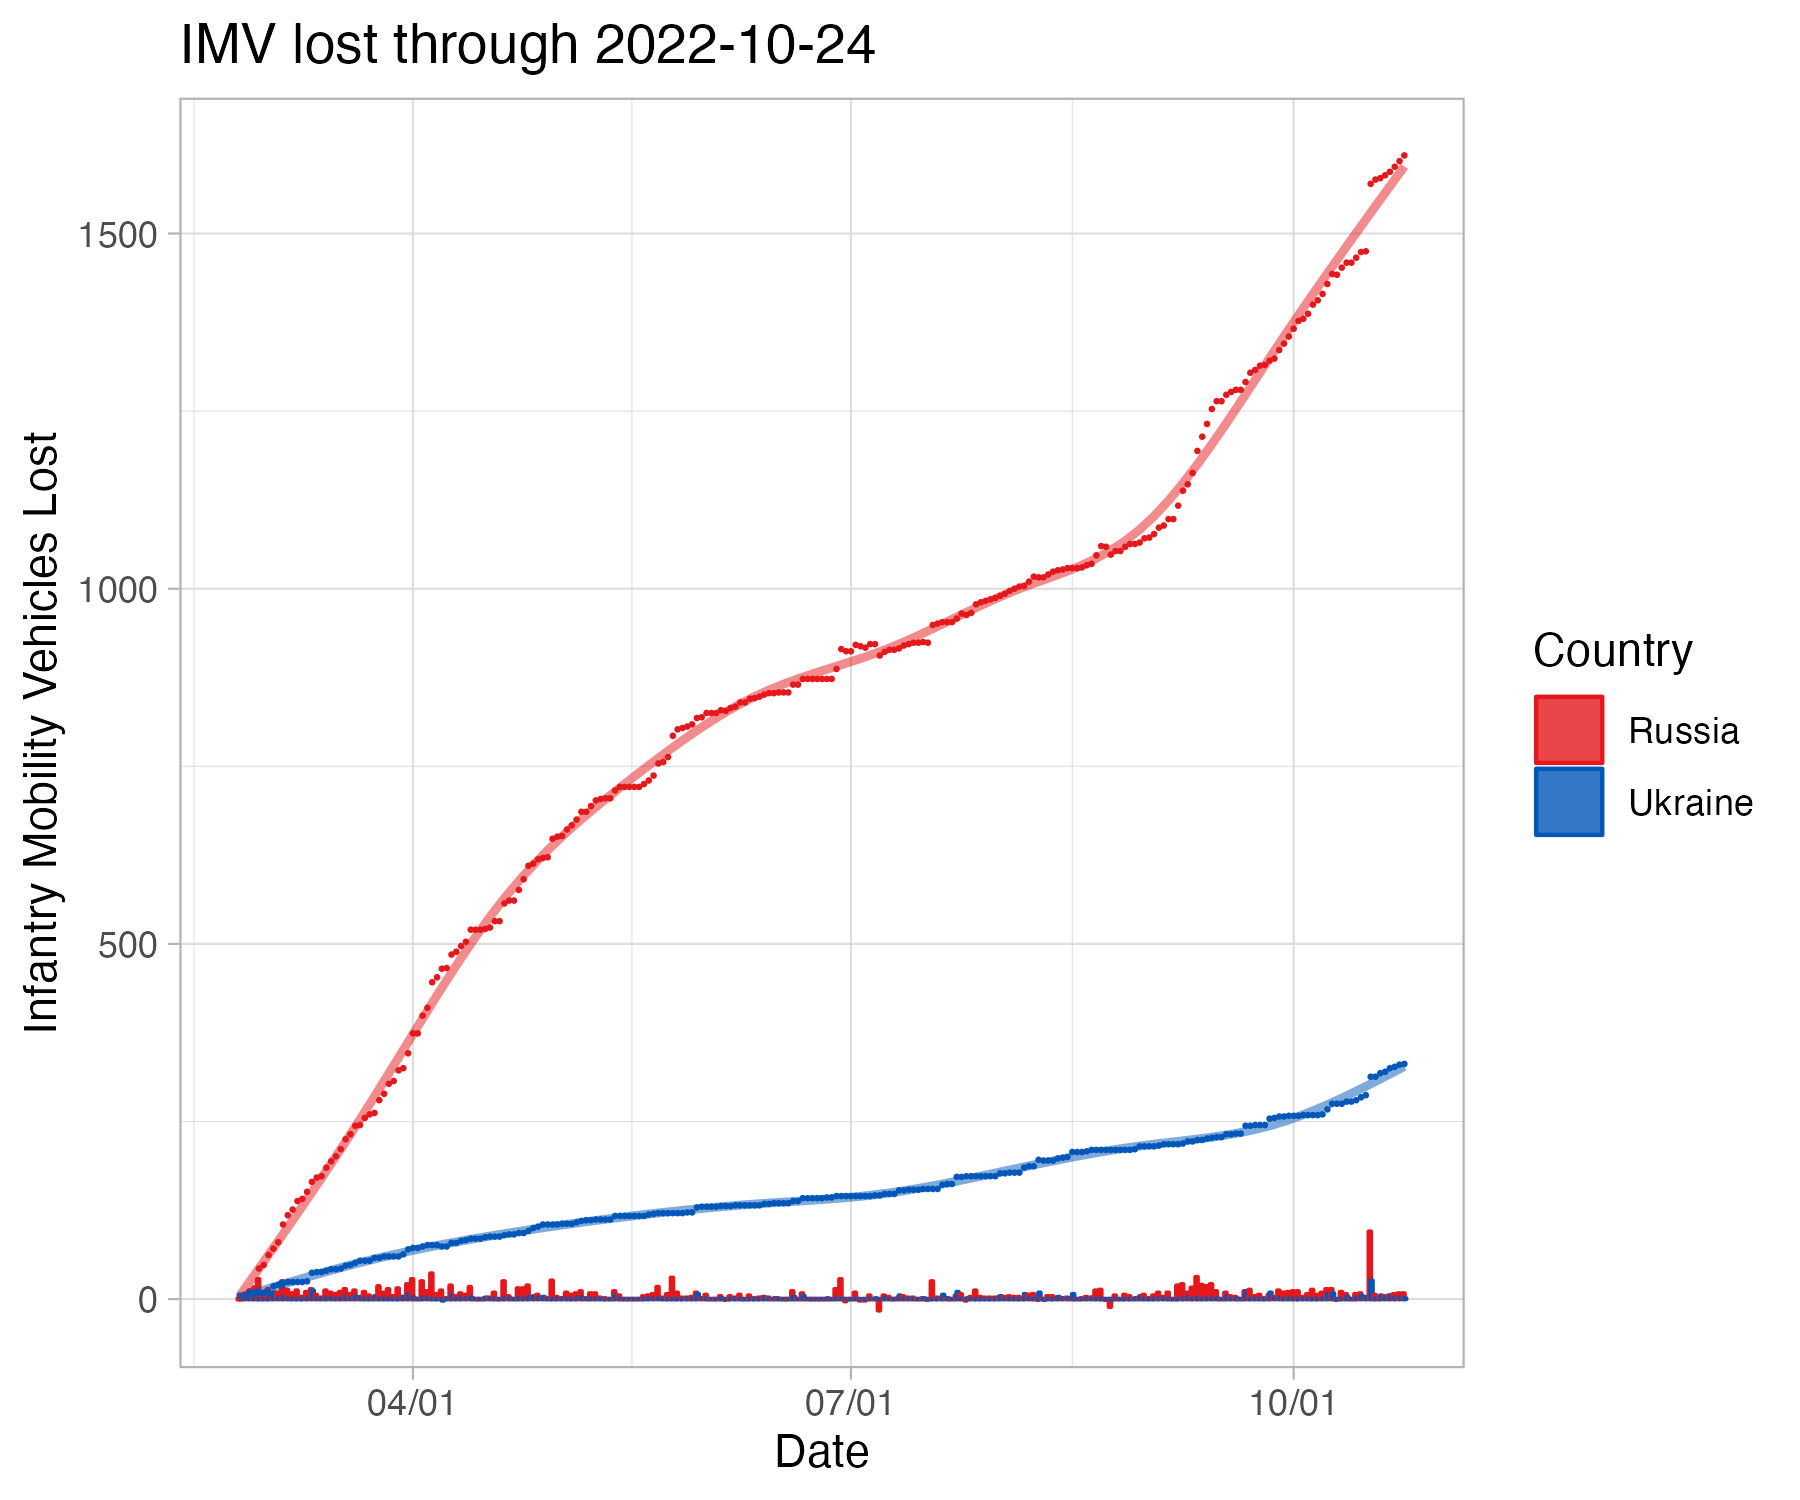 IMV lost through 2022-10-24
Infantry Mobility Vehicles Lost
1500
1000
500
0
04/01
07/01
10/01
Date
Country
Russia
Ukraine